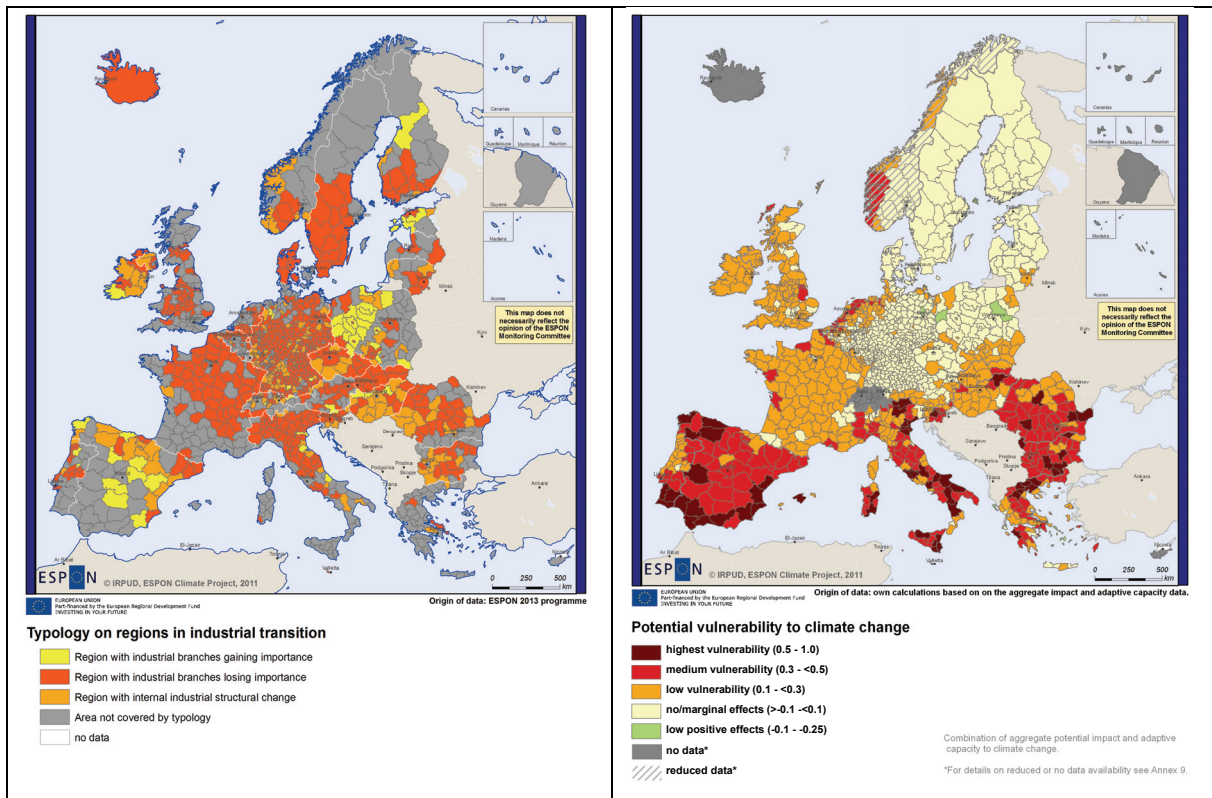 Reykjavik
Canarias
Guadeloupe Martinique Réunion
Guyane
Madeira
Acores
This map does
not necessarily reflect the
opinion of the ESPON
Monitoring Committee
Minsk
Kyiv
Kishinev
Sarajevo
Podgorica
Pristina
Skopje
Tirana
Ankara
Nicosia
Ar Ribat
El-Jazair
Valletta
ESPON
© IRPUD, ESPON Climate Project, 2011
0 250 500
km
EUROPEAN UNION
Part-financed by the European Regional Development Fund
INVESTING IN YOUR FUTURE
Origin of data: ESPON 2013 programme
Typology on regions in industrial transition
Region with industrial branches gaining importance
Region with industrial branches losing importance
Region with internal industrial structural change
Area not covered by typology
no data
Canarias
Guadeloupe Martinique Réunion
Guyane
Madeira
Acores
This map does
not necessarily reflect the
opinion of the ESPON
Monitoring Committee
Minsk
Kyiv
Kishinev
Beograd
Sarajevo
Podgorica
Pristina
Skopje
Tirana
Ankara
Nicosia
Ar Ribat
El-Jazair
Tunis
Valletta
ESPON
© IRPUD, ESPON Climate Project, 2011
0 250 500
km
EUROPEAN UNION
Part-financed by the European Regional Development Fund
INVESTING IN YOUR FUTURE
Origin of data: own calculations based on on the aggregate impact and adaptive capacity data.
Potential vulnerability to climate change
highest vulnerability (0.5 - 1.0)
medium vulnerability (0.3 - <0.5)
low vulnerability (0.1 - <0.3)
no/marginal effects (>-0.1 -<0.1)
low positive effects (-0.1 - -0.25)
no data*
reduced data*
Combination of aggregate potential impact and adaptive
capacity to climate change.
*For details on reduced or no data availability see Annex 9.